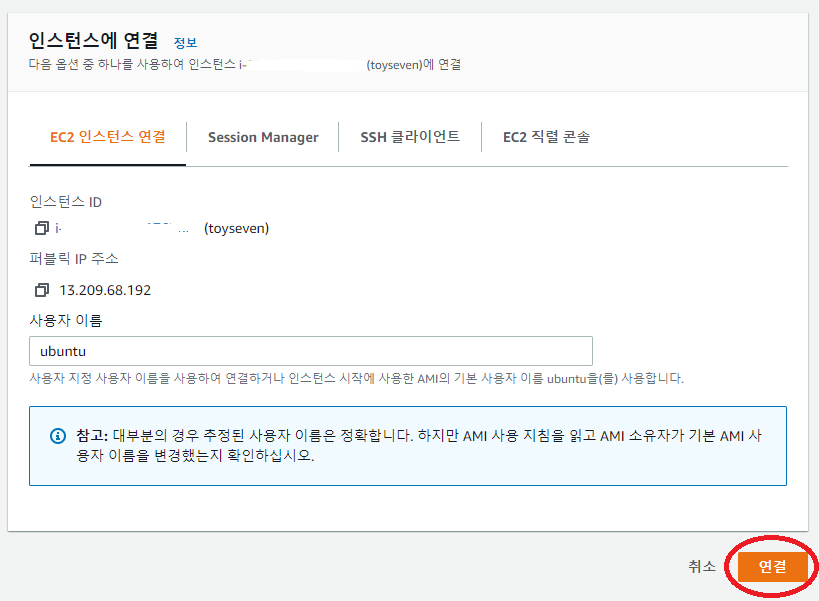 인스턴스에 연결 정보
다음 옵션 중 하나를 사용하여 인스턴스 i- (toyseven)에 연결
EC2 인스턴스 연결 Session Manager SSH 클라이언트 EC2 직렬 콘솔
인스턴스 ID
i- ... (toyseven)
퍼블릭 IP 주소
13.209.68.192
사용자 이름
ubuntu
사용자 지정 사용자 이름을 사용하여 연결하거나 인스턴스 시작에 사용한 AMI의 기본 사용자 이름 ubuntu을(를) 사용합니다.
참고: 대부분의 경우 추정된 사용자 이름은 정확합니다. 하지만 AMI 사용 지침을 읽고 AMI 소유자가 기본 AMI 사
용자 이름을 변경했는지 확인하십시오.
취소 연결